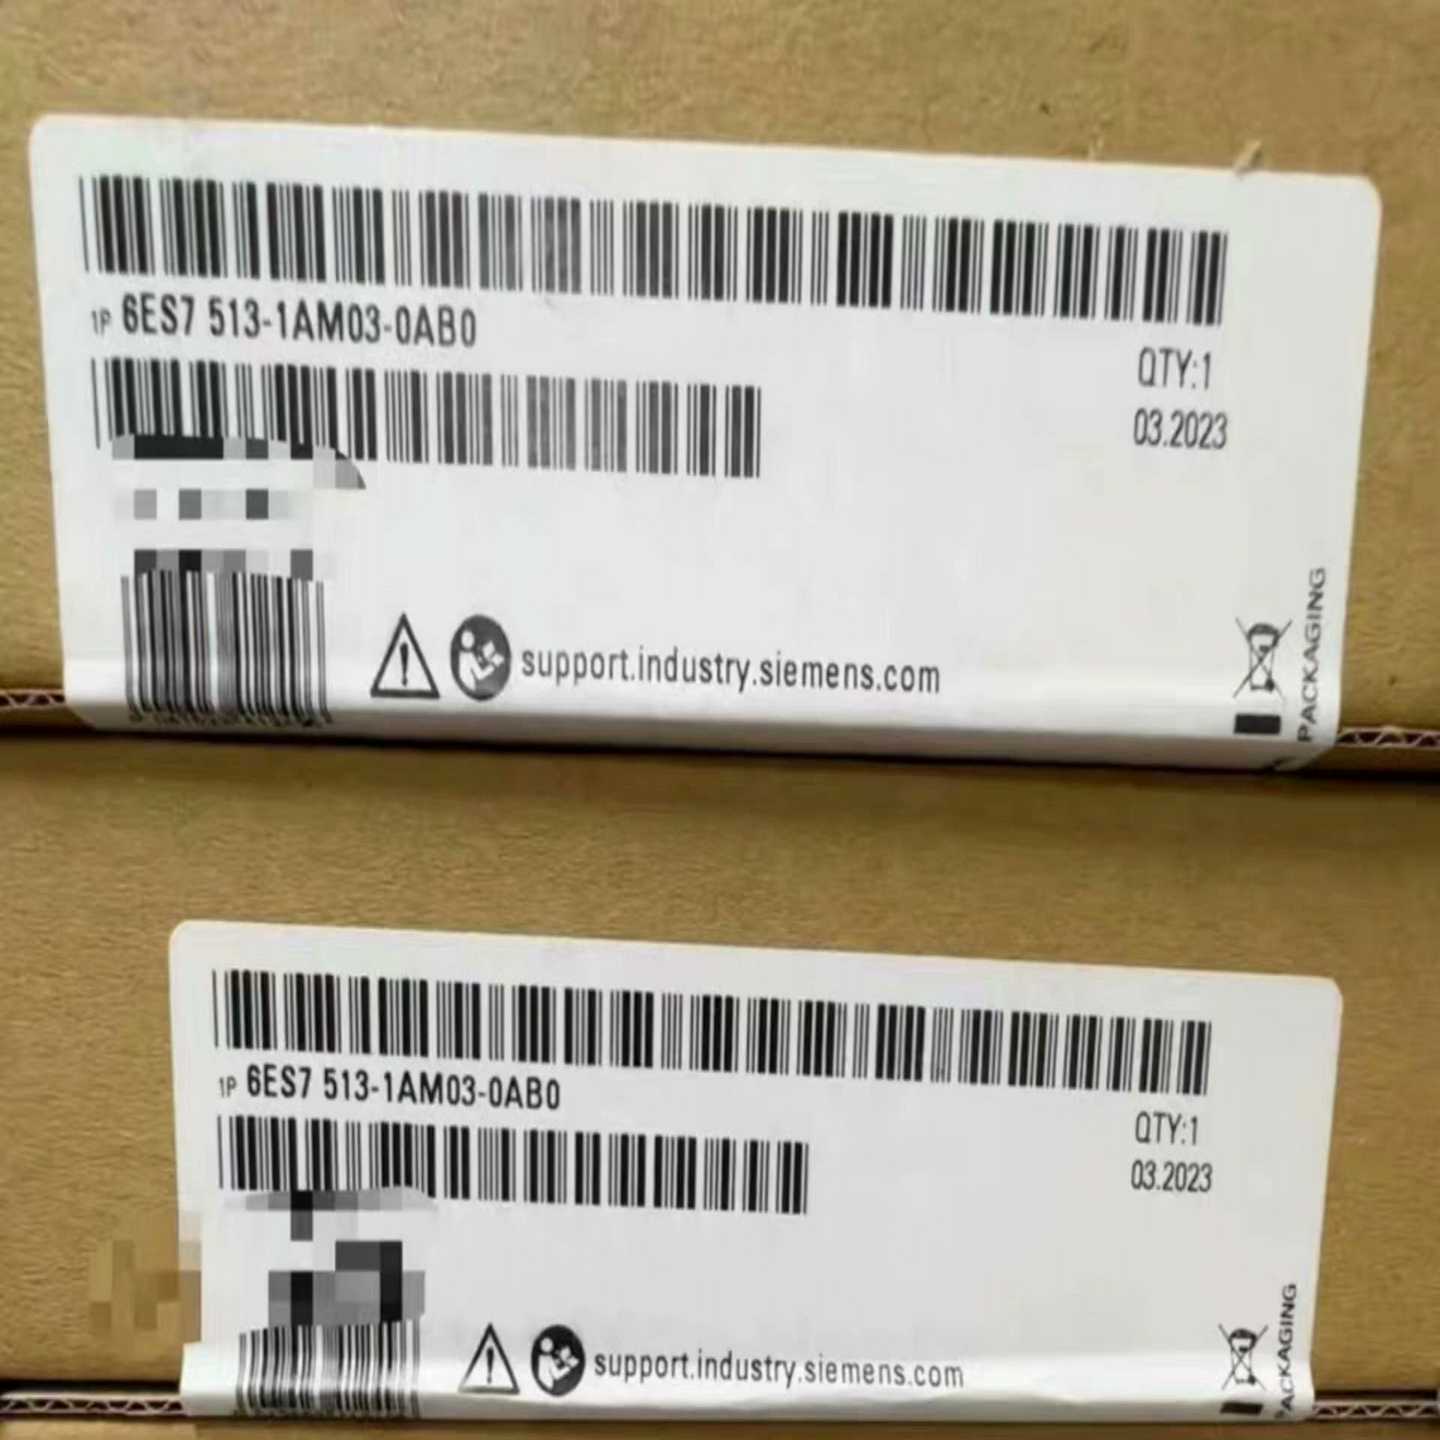 1P 6ES7 513-1AM03-0AB0
QTY:1
03.2023
support.industry.siemens.com
PACKAGING
1P 6ES7 513-1AM03-0AB0
QTY:1
03.2023
support.industry.siemens.com
PACKAGING